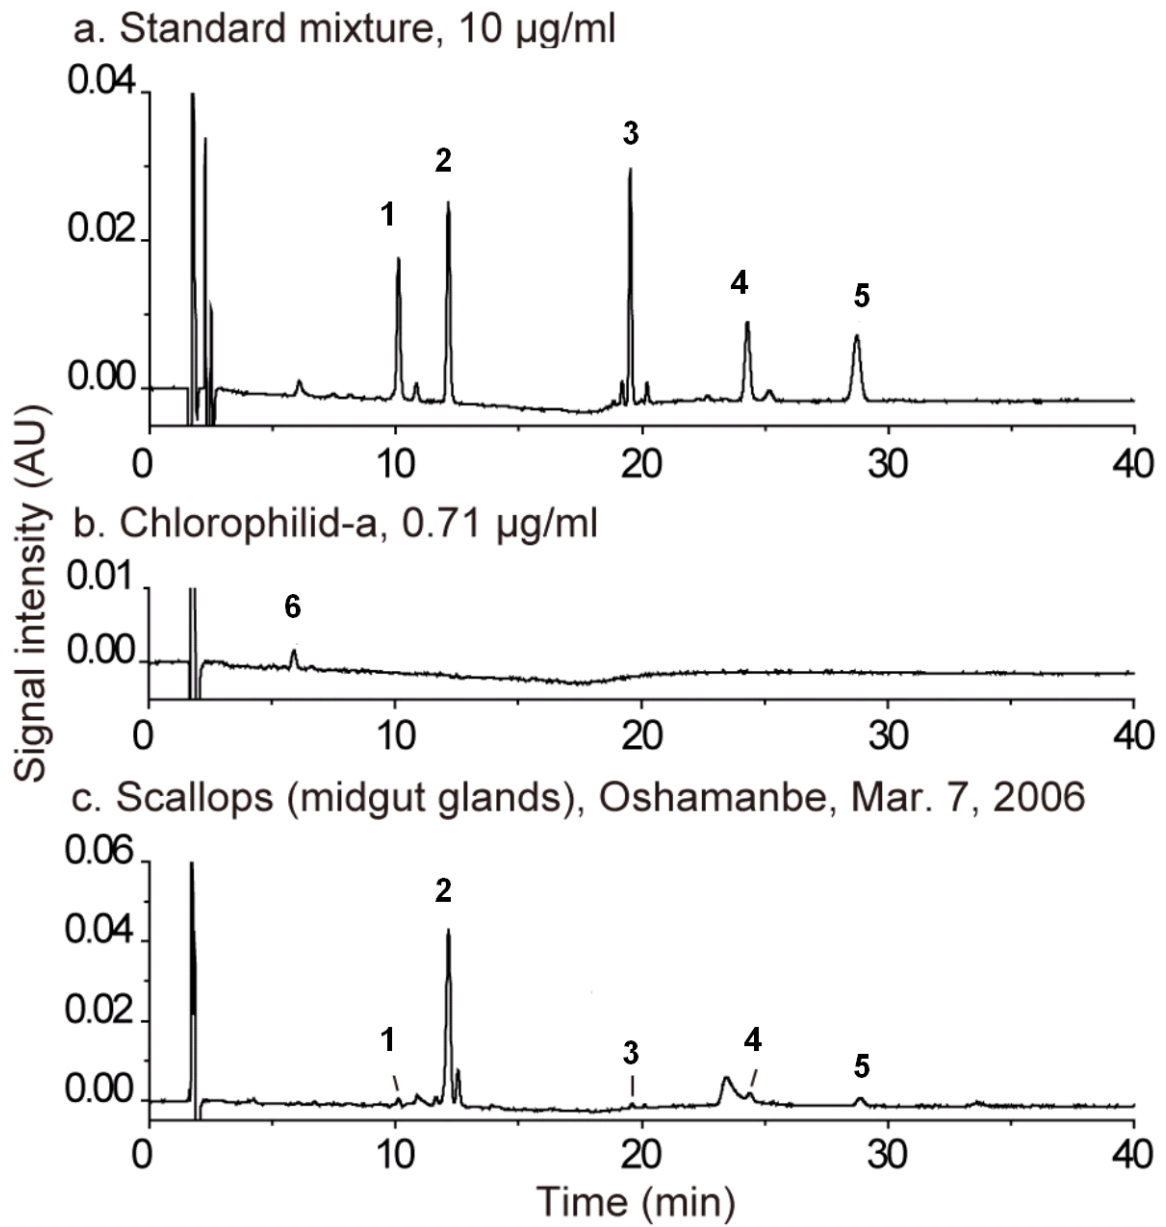 a. Standard mixture, 10 µg/ml
0.04
3
2
1
0.02
4
5
0.00
0 10 20 30 40
b. Chlorophilid-a, 0.71 µg/ml
0.01
6
0.00
0 10 20 30 40
Signal intensity (AU)
c. Scallops (midgut glands), Oshamanbe, Mar. 7, 2006
0.06
2
0.04
0.02
1
3
4
5
0.00
0 10 20 30 40
Time (min)